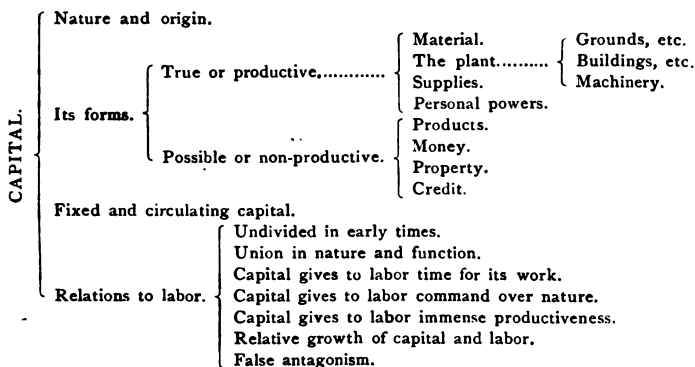 CAPITAL.
Nature and origin.
Its forms.
True or productive.............
Material.
The plant..........
Grounds, etc.
Buildings, etc.
Machinery.
Supplies.
Personal powers.
Possible or non-productive.
Products.
Money.
Property.
Credit.
Fixed and circulating capital.
Relations to labor.
Undivided in early times.
Union in nature and function.
Capital gives to labor time for its work.
Capital gives to labor command over nature.
Capital gives to labor immense productiveness.
Relative growth of capital and labor.
False antagonism.